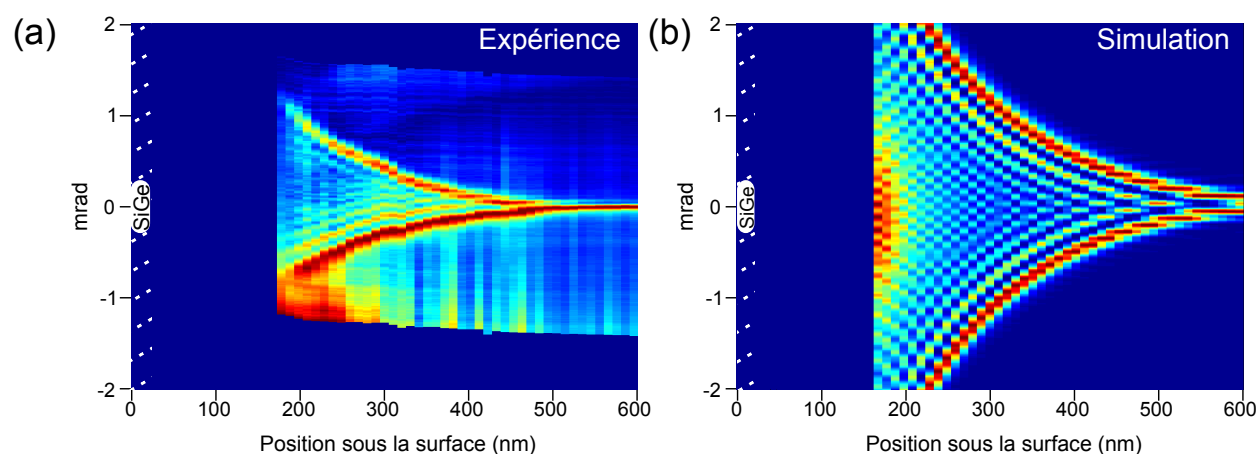 (a)
Expérience
2
1
0
-1
-2
mrad
SiGe
0
100
200
300
400
500
600
Position sous la surface (nm)
(b)
Simulation
2
1
0
-1
-2
mrad
SiGe
0
100
200
300
400
500
600
Position sous la surface (nm)